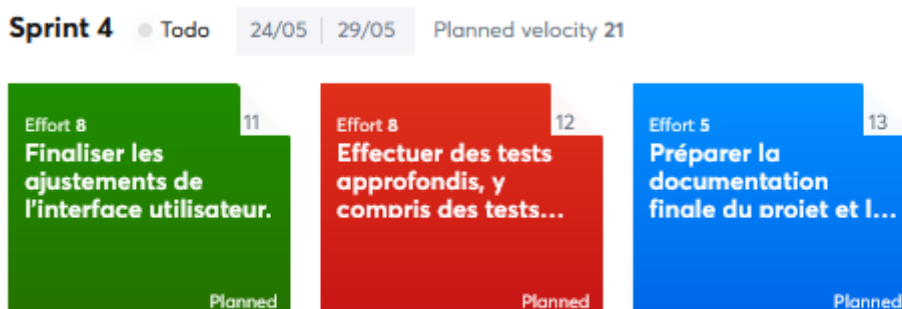 Sprint 4 Todo 24/05 29/05 Planned velocity 21
Effort 8 11
Finaliser les
ajustements de
l'interface utilisateur.
Planned
Effort 8 12
Effectuer des tests
approfondis, y
compris des tests...
Planned
Effort 5 13
Préparer la
documentation
finale du projet et l...
Planned